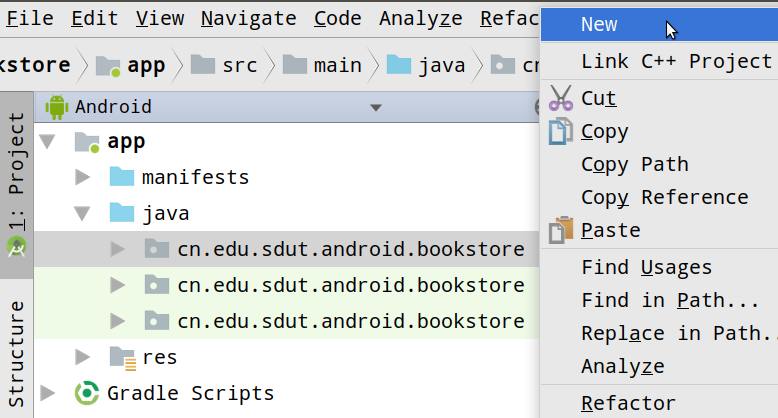 File Edit View Navigate Code Analyze Refac
kstore app src main java cn
1: Project
Structure
Android
app
manifests
java
cn.edu.sdut.android.bookstore
cn.edu.sdut.android.bookstore
cn.edu.sdut.android.bookstore
res
Gradle Scripts
New
Link C++ Project
Cut
Copy
Copy Path
Copy Reference
Paste
Find Usages
Find in Path...
Replace in Path..
Analyze
Refactor